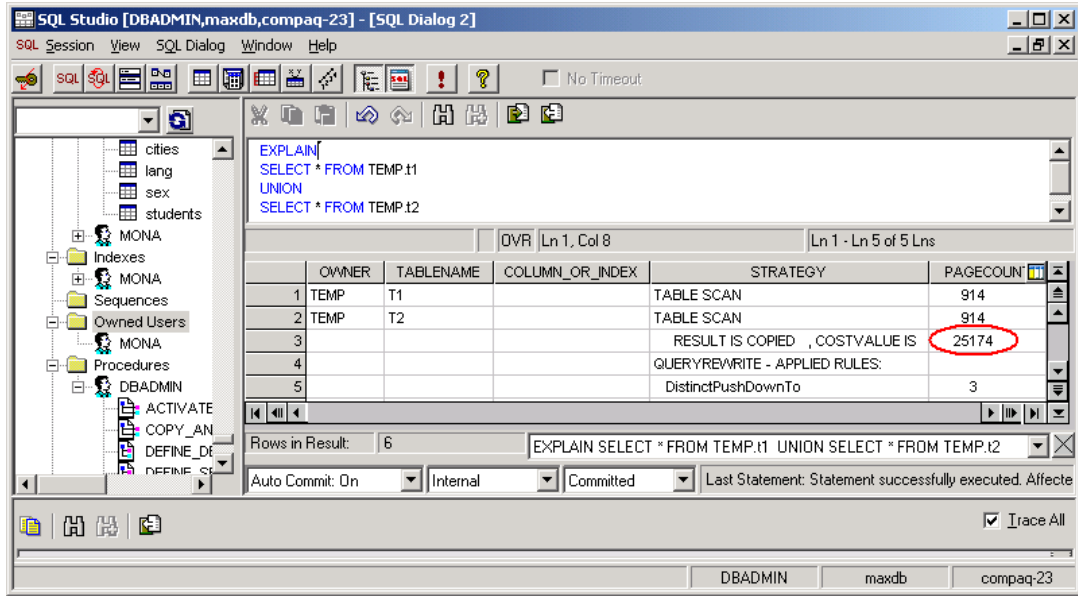 SQL Studio [DBADMIN,maxdb,compaq-23] - [SQL Dialog 2]
SQL Session View SQL Dialog Window Help
SQL SQL No Timeout
cities
lang
sex
students
MONA
Indexes
MONA
Sequences
Owned Users
MONA
Procedures
DBADMIN
ACTIVATE
COPY_AN
DEFINE_DE
DEFINE_SE
EXPLAIN
SELECT * FROM TEMP.t1
UNION
SELECT * FROM TEMP.t2
OVR Ln 1, Col 8 Ln 1 - Ln 5 of 5 Lns
OWNER TABLENAME COLUMN_OR_INDEX STRATEGY PAGECOUNT
1 TEMP T1 TABLE SCAN 914
2 TEMP T2 TABLE SCAN 914
3 RESULT IS COPIED , COSTVALUE IS 25174
4 QUERYREWRITE - APPLIED RULES:
5 DistinctPushDownTo 3
Rows in Result: 6 EXPLAIN SELECT * FROM TEMP.t1 UNION SELECT * FROM TEMP.t2
Auto Commit: On Internal Committed Last Statement: Statement successfully executed. Affecte
Trace All
DBADMIN maxdb compaq-23